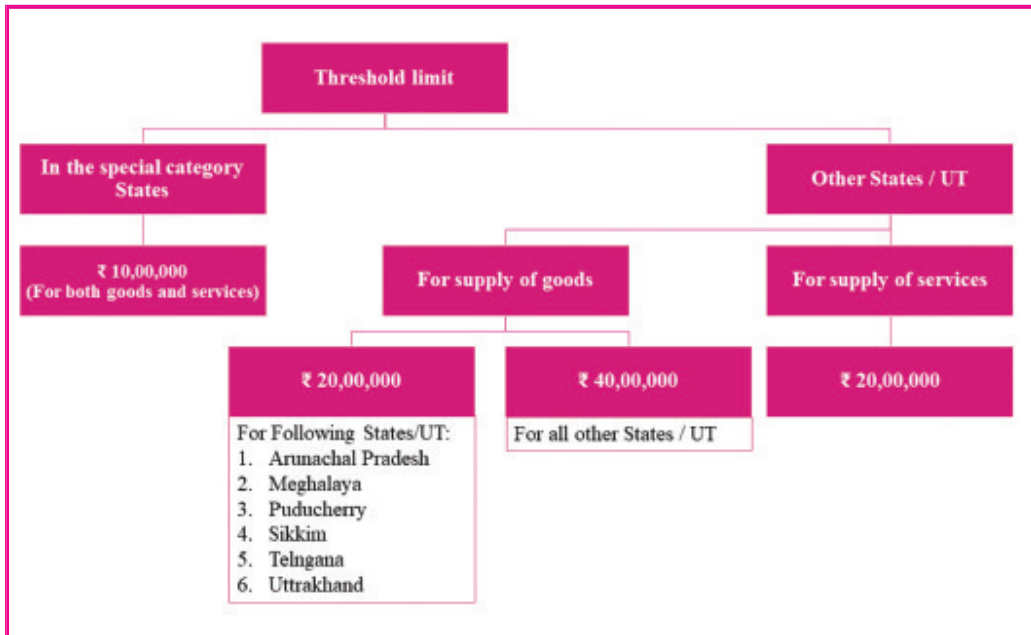 Threshold limit
In the special category
States
Other States / UT
₹ 10,00,000
(For both goods and services)
For supply of goods
For supply of services
₹ 20,00,000
₹ 40,00,000
₹ 20,00,000
For Following States/UT:
1. Arunachal Pradesh
2. Meghalaya
3. Puducherry
4. Sikkim
5. Telngana
6. Uttrakhand
For all other States / UT